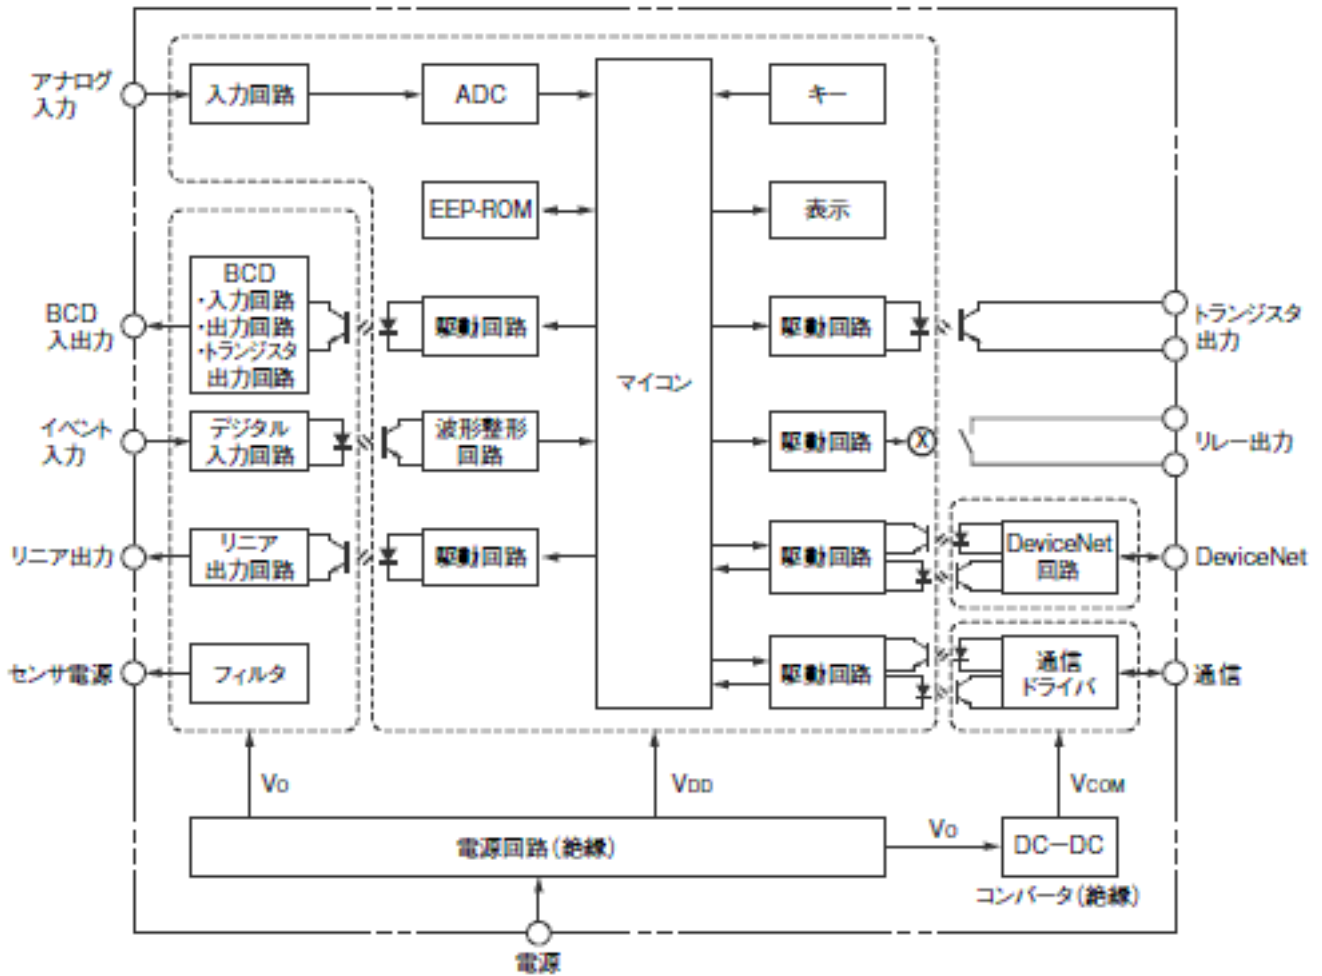 アナログ
入力
入力回路
ADC
キー
EEP-ROM
表示
マイコン
BCD
入出力
BCD
・入力回路
・出力回路
・トランジスタ
出力回路
駆動回路
駆動回路
トランジスタ
出力
イベント
入力
デジタル
入力回路
波形整形
回路
駆動回路
X
リレー出力
リニア出力
リニア
出力回路
駆動回路
駆動回路
DeviceNet
回路
DeviceNet
センサ電源
フィルタ
駆動回路
通信
ドライバ
通信
VO
VDD
VCOM
電源回路(絶縁)
VO
DC－DC
コンバータ(絶縁)
電源